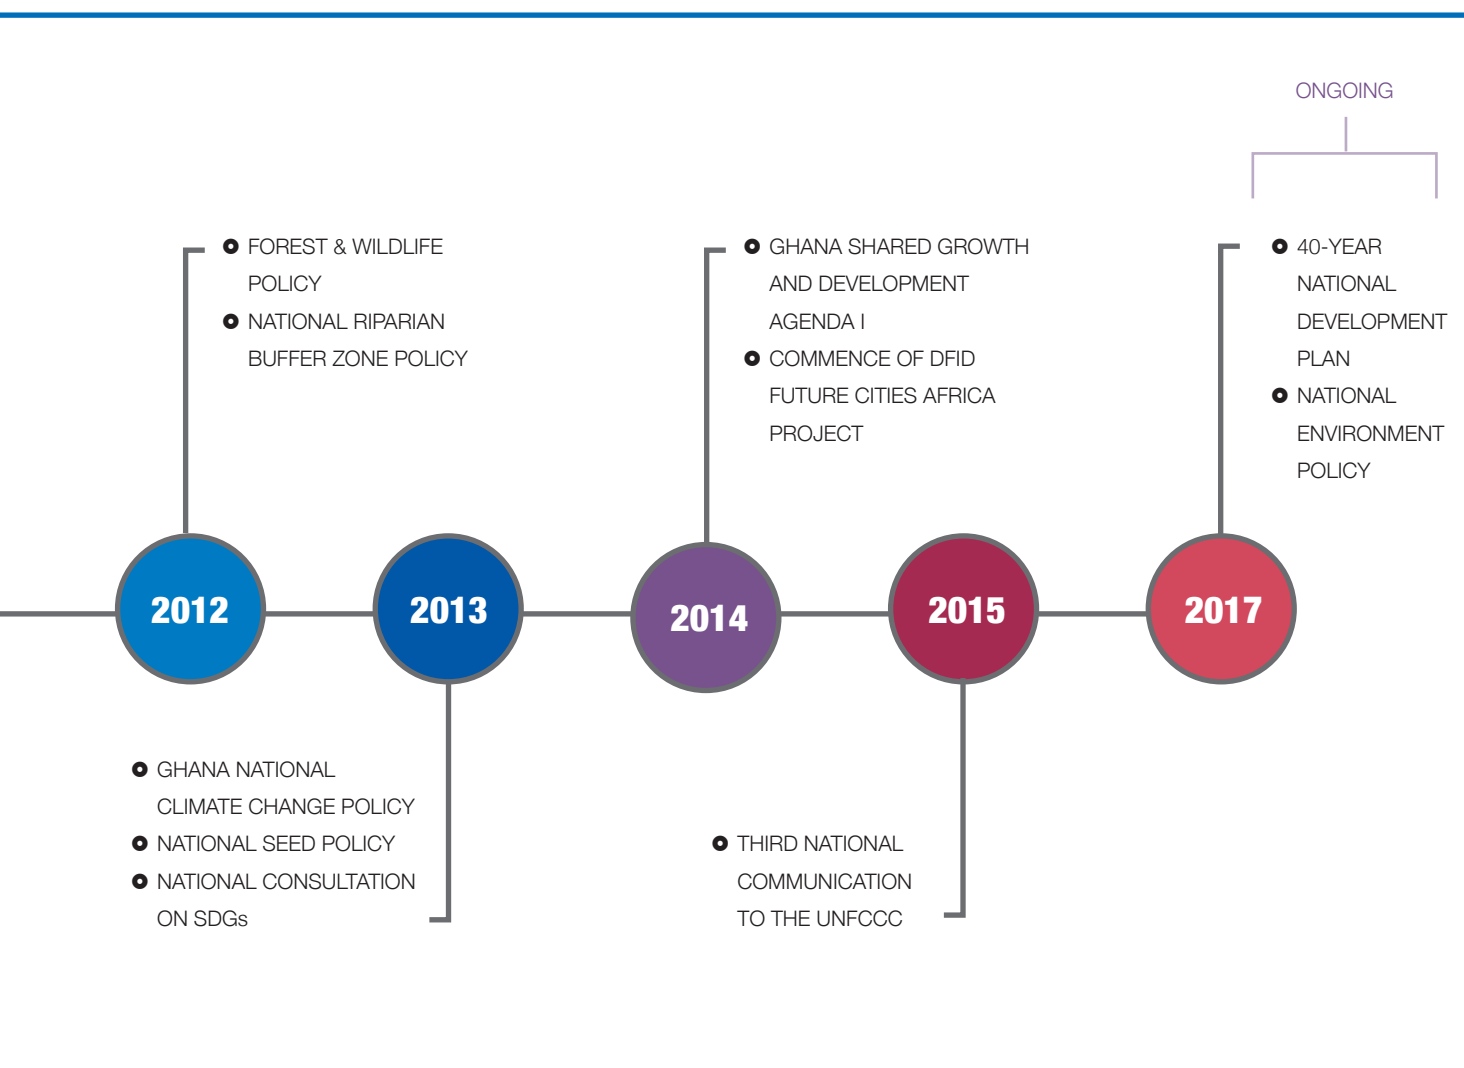 ONGOING
FOREST & WILDLIFE
POLICY
NATIONAL RIPARIAN
BUFFER ZONE POLICY
GHANA SHARED GROWTH
AND DEVELOPMENT
AGENDA I
COMMENCE OF DFID
FUTURE CITIES AFRICA
PROJECT
40-YEAR
NATIONAL
DEVELOPMENT
PLAN
NATIONAL
ENVIRONMENT
POLICY
2012
2013
2014
2015
2017
GHANA NATIONAL
CLIMATE CHANGE POLICY
NATIONAL SEED POLICY
NATIONAL CONSULTATION
ON SDGs
THIRD NATIONAL
COMMUNICATION
TO THE UNFCCC